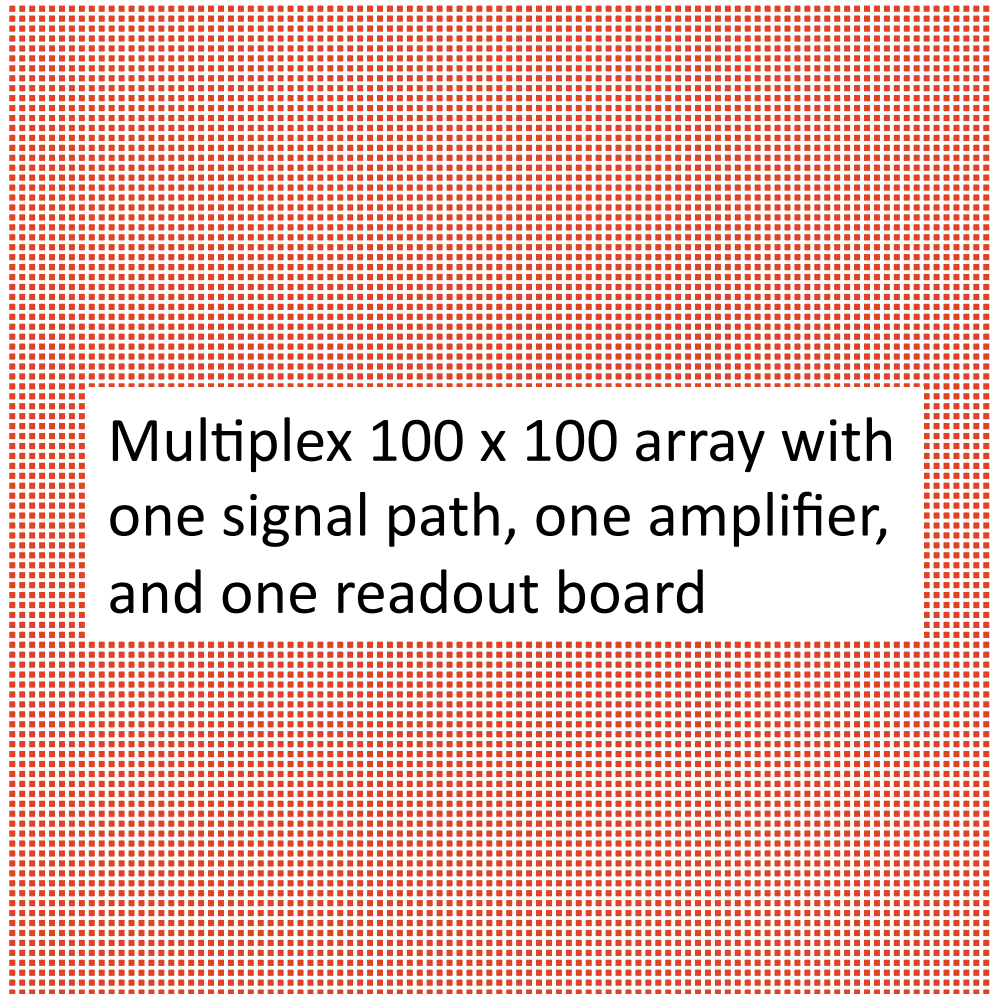 Multiplex 100 x 100 array with
one signal path, one amplifier,
and one readout board